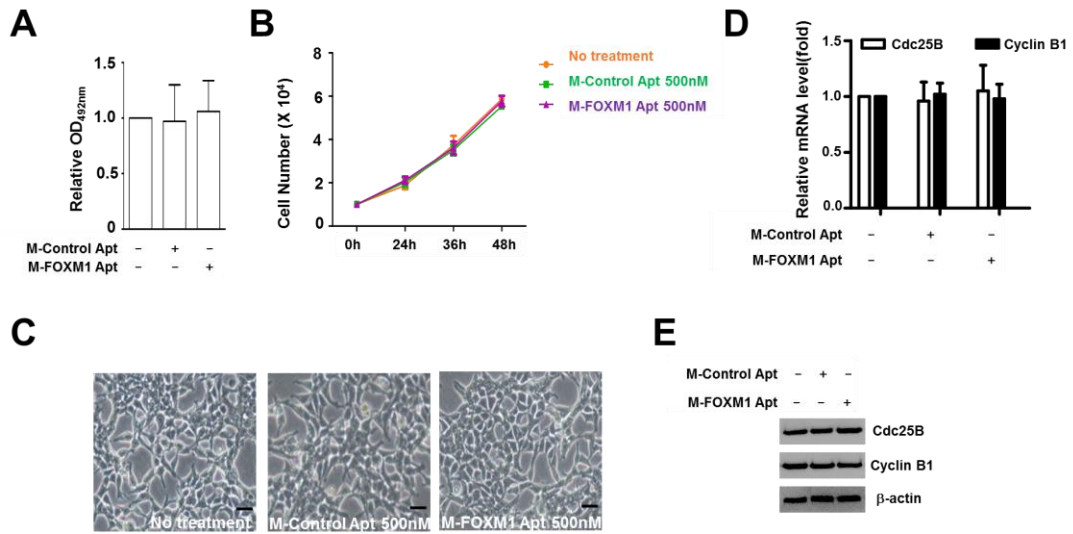 A
Relative OD492nm
1.5
1.0
0.5
0
M-Control Apt – + –
M-FOXM1 Apt – – +
B
Cell Number (X 10⁴)
8
6
4
2
0
0h 24h 36h 48h
No treatment
M-Control Apt 500nM
M-FOXM1 Apt 500nM
D
Relative mRNA level(fold)
1.5
1.0
0.5
0.0
Cdc25B Cyclin B1
M-Control Apt – + –
M-FOXM1 Apt – – +
C
No treatment
M-Control Apt 500nM
M-FOXM1 Apt 500nM
E
M-Control Apt – + –
M-FOXM1 Apt – – +
Cdc25B
Cyclin B1
β-actin